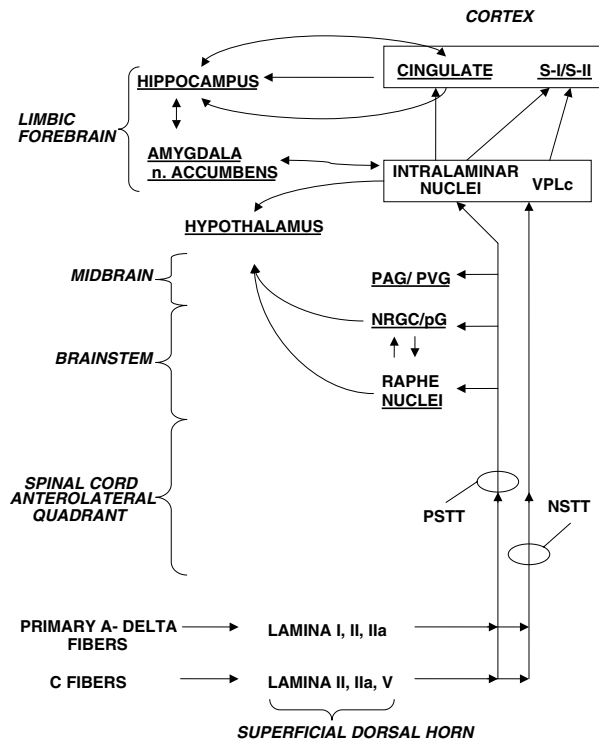 CORTEX
CINGULATE
S-I/S-II
HIPPOCAMPUS
LIMBIC
FOREBRAIN
AMYGDALA
n. ACCUMBENS
INTRALAMINAR
NUCLEI
VPLc
HYPOTHALAMUS
MIDBRAIN
PAG/ PVG
NRGC/pG
BRAINSTEM
RAPHE
NUCLEI
SPINAL CORD
ANTEROLATERAL
QUADRANT
PSTT
NSTT
PRIMARY A- DELTA
FIBERS
LAMINA I, II, IIa
C FIBERS
LAMINA II, IIa, V
SUPERFICIAL DORSAL HORN